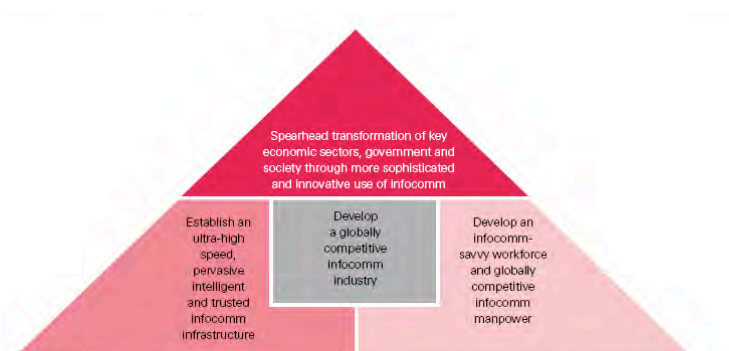 Spearhead transformation of key
economic sectors, government and
society through more sophisticated
and innovative use of infocomm
Establish an
ultra-high
speed,
pervasive
intelligent
and trusted
infocomm
infrastructure
Develop
a globally
competitive
infocomm
industry
Develop an
infocomm-
savvy workforce
and globally
competitive
infocomm
manpower